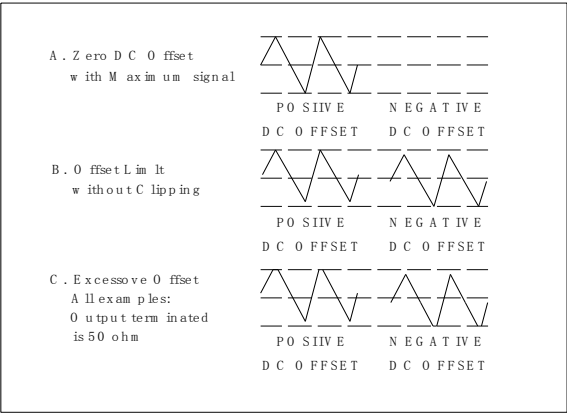 A. Zero DC Offset
with Maximum signal
POSIIVE NEGATIVE
DC OFFSET DC OFFSET
B. Offset Limlt
without Clipping
POSIIVE NEGATIVE
DC OFFSET DC OFFSET
C. Excessove Offset
All examples:
Output terminated
is 50 ohm
POSIIVE NEGATIVE
DC OFFSET DC OFFSET